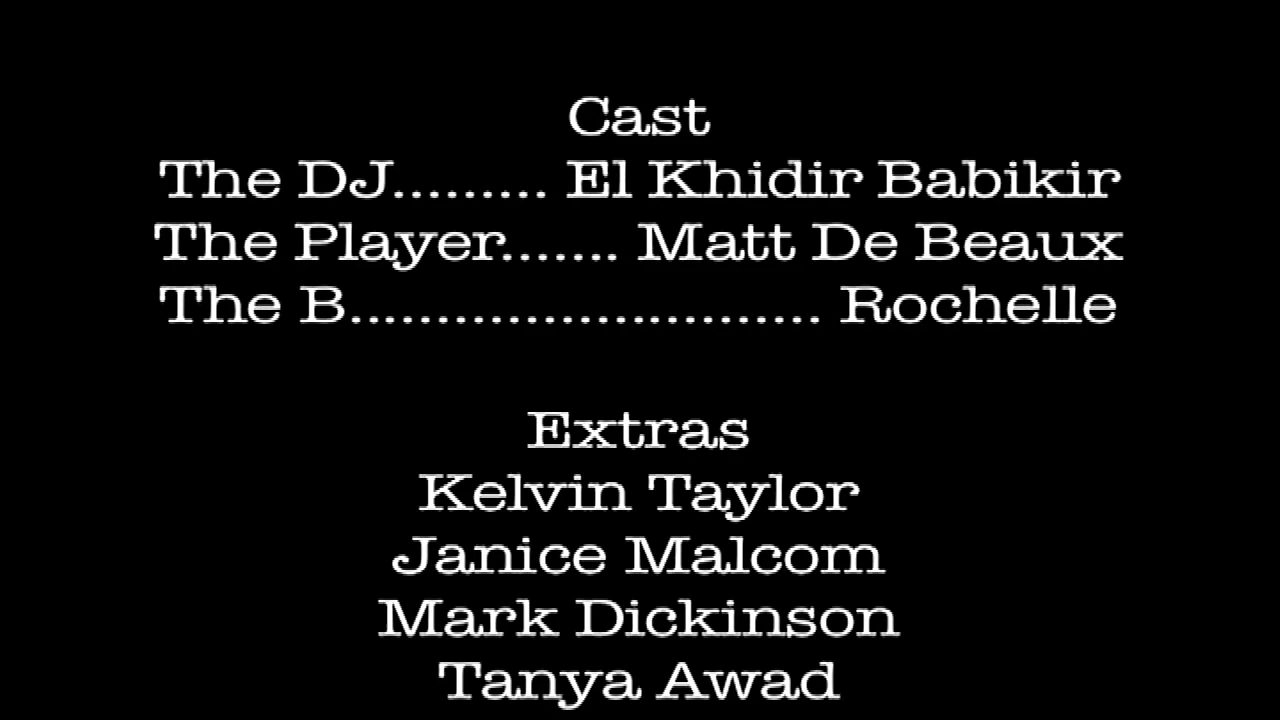 Cast
The DJ......... El Khidir Babikir
The Player....... Matt De Beaux
The B.......................... Rochelle
Extras
Kelvin Taylor
Janice Malcom
Mark Dickinson
Tanya Awad